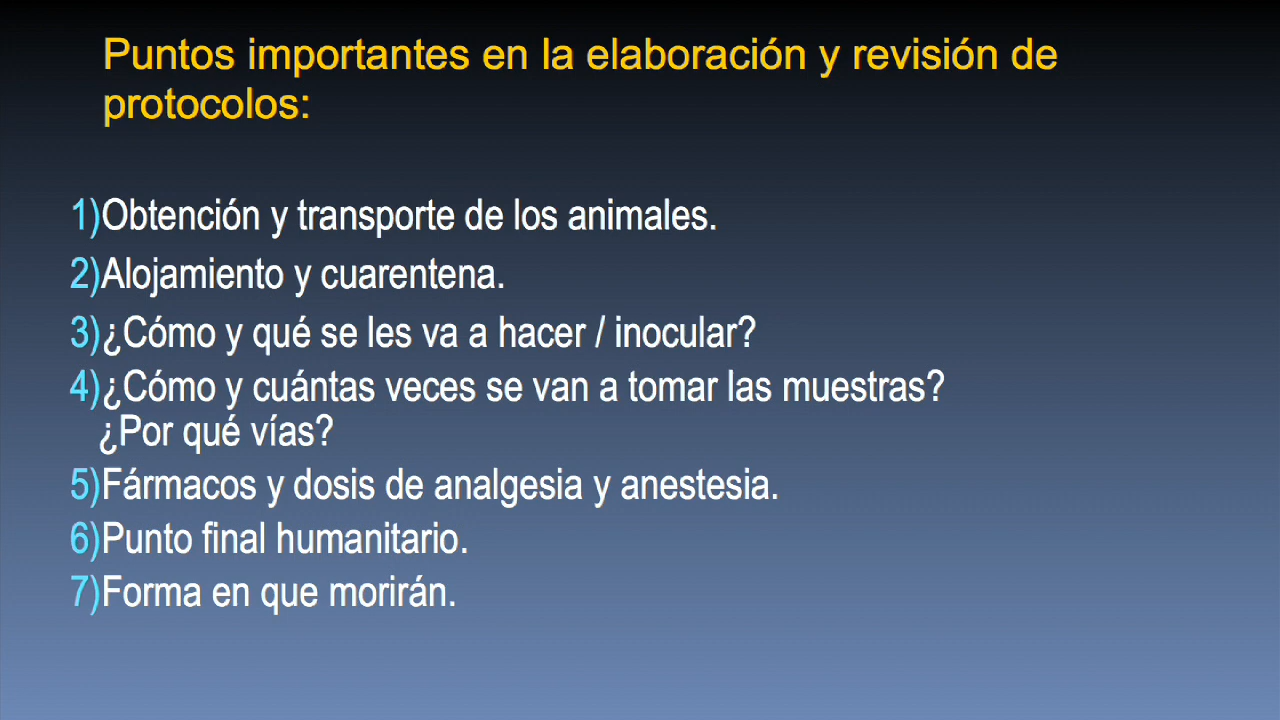 Puntos importantes en la elaboración y revisión de
protocolos:
1)Obtención y transporte de los animales.
2)Alojamiento y cuarentena.
3)¿Cómo y qué se les va a hacer / inocular?
4)¿Cómo y cuántas veces se van a tomar las muestras?
¿Por qué vías?
5)Fármacos y dosis de analgesia y anestesia.
6)Punto final humanitario.
7)Forma en que morirán.